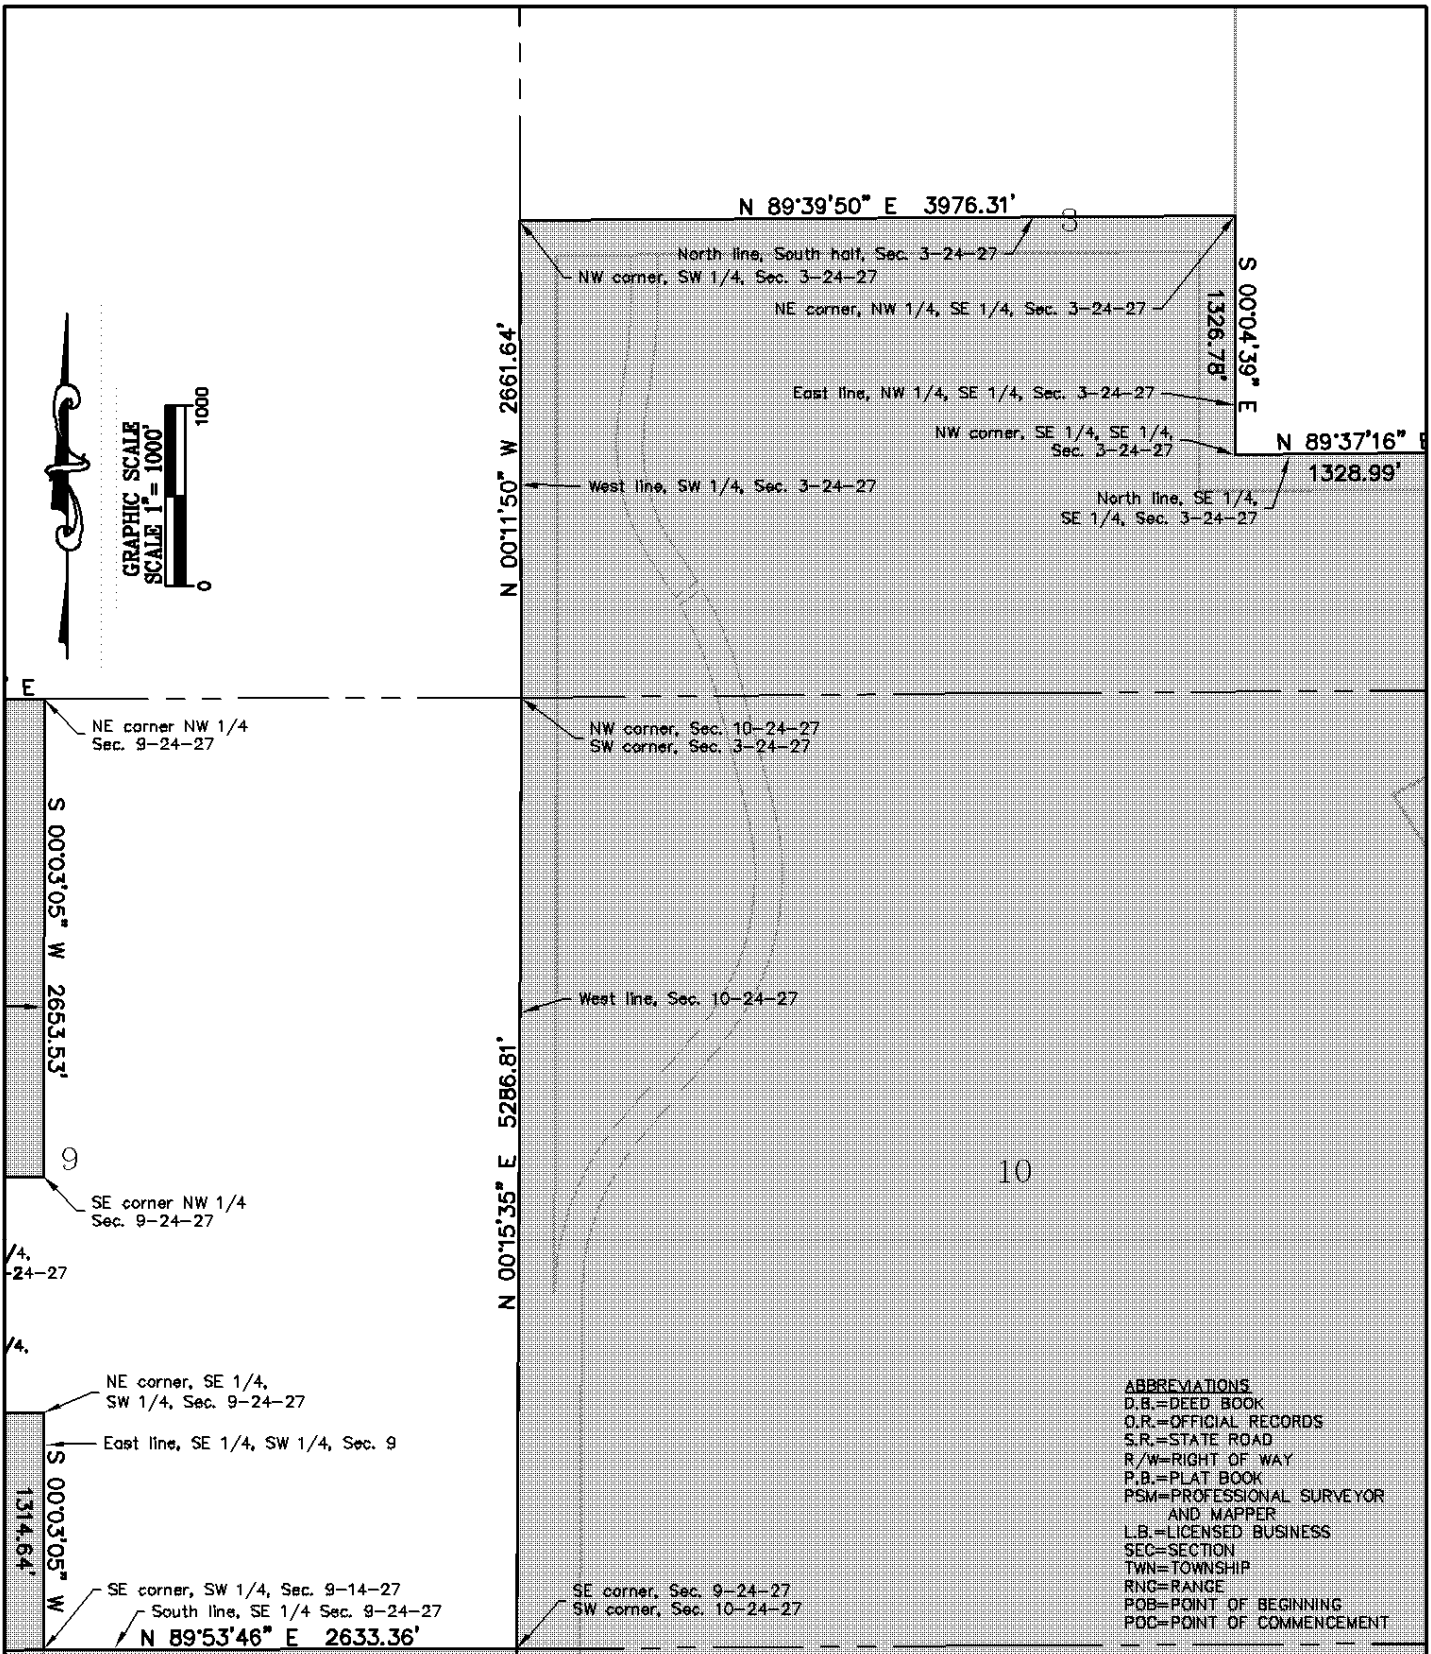 N 89°39'50" E 3976.31'
3
North line, South half, Sec. 3-24-27
NW corner, SW 1/4, Sec. 3-24-27
NE corner, NW 1/4, SE 1/4, Sec. 3-24-27
S 00°04'39" E
1326.78'
East line, NW 1/4, SE 1/4, Sec. 3-24-27
NW corner, SE 1/4, SE 1/4,
Sec. 3-24-27
N 89°37'16" E
1328.99'
North line, SE 1/4,
SE 1/4, Sec. 3-24-27
N 00°11'50" W 2661.64'
West line, SW 1/4, Sec. 3-24-27
GRAPHIC SCALE
SCALE 1"= 1000'
0
1000
' E
NE corner NW 1/4
Sec. 9-24-27
NW corner, Sec. 10-24-27
SW corner, Sec. 3-24-27
S 00°03'05" W 2653.53'
West line, Sec. 10-24-27
N 00°15'35" E 5286.81'
9
10
SE corner NW 1/4
Sec. 9-24-27
/4,
-24-27
/4,
NE corner, SE 1/4,
SW 1/4, Sec. 9-24-27
East line, SE 1/4, SW 1/4, Sec. 9
S 00°03'05" W
1314.64'
SE corner, SW 1/4, Sec. 9-14-27
South line, SE 1/4 Sec. 9-24-27
N 89°53'46" E 2633.36'
SE corner, Sec. 9-24-27
SW corner, Sec. 10-24-27
ABBREVIATIONS
D.B.=DEED BOOK
O.R.=OFFICIAL RECORDS
S.R.=STATE ROAD
R/W=RIGHT OF WAY
P.B.=PLAT BOOK
PSM=PROFESSIONAL SURVEYOR
AND MAPPER
L.B.=LICENSED BUSINESS
SEC=SECTION
TWN=TOWNSHIP
RNG=RANGE
POB=POINT OF BEGINNING
POC=POINT OF COMMENCEMENT